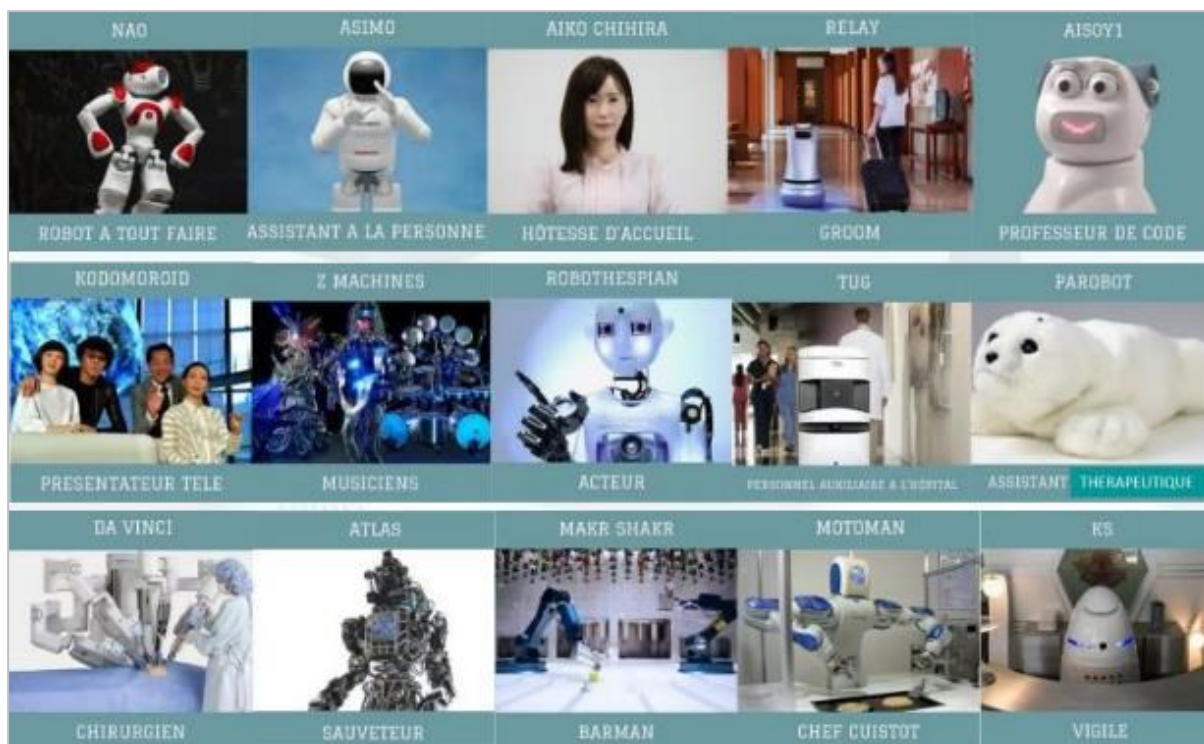 NAO
ASIMO
AIKO CHIHIRA
RELAY
AISOY1
ROBOT A TOUT FAIRE
ASSISTANT A LA PERSONNE
HÔTESSE D'ACCUEIL
GROOM
PROFESSEUR DE CODE
KODOMOROID
Z MACHINES
ROBOTHESPIAN
TUG
PAROBOT
PRESENTATEUR TELE
MUSICIENS
ACTEUR
PERSONNEL AUXILIAIRE A L'HÔPITAL
ASSISTANT THERAPEUTIQUE
DA VINCI
ATLAS
MAKR SHAKR
MOTOMAN
K5
CHIRURGIEN
SAUVETEUR
BARMAN
CHEF CUISTOT
VIGILE